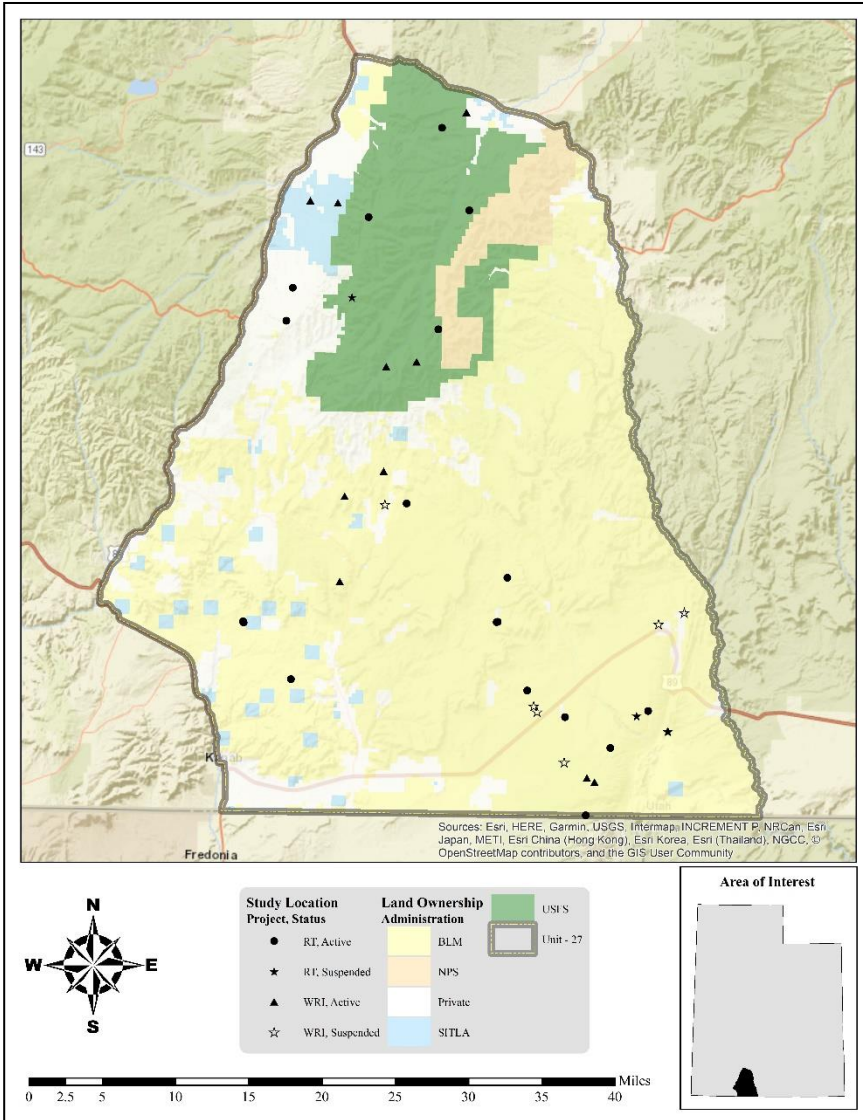 143
89
K nab
Utah
Sources: Esri, HERE, Garmin, USGS, Intermap, INCREMENT P, NRCan, Esri
Japan, METI, Esri China (Hong Kong), Esri Korea, Esri (Thailand), NGCC, ©
OpenStreetMap contributors, and the GIS User Community
Fredonia
N
W E
S
Study Location
Project, Status
RT, Active
RT, Suspended
WRI, Active
WRI, Suspended
Land Ownership
Administration
BLM
NPS
Private
SITLA
USFS
Unit - 27
Area of Interest
0 2.5 5 10 15 20 25 30 35 40 Miles